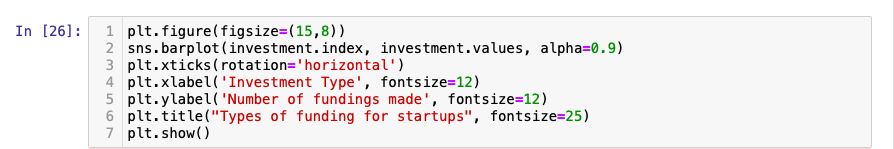 In [26]:
1 plt.figure(figsize=(15,8))
2 sns.barplot(investment.index, investment.values, alpha=0.9)
3 plt.xticks(rotation='horizontal')
4 plt.xlabel('Investment Type', fontsize=12)
5 plt.ylabel('Number of fundings made', fontsize=12)
6 plt.title("Types of funding for startups", fontsize=25)
7 plt.show()